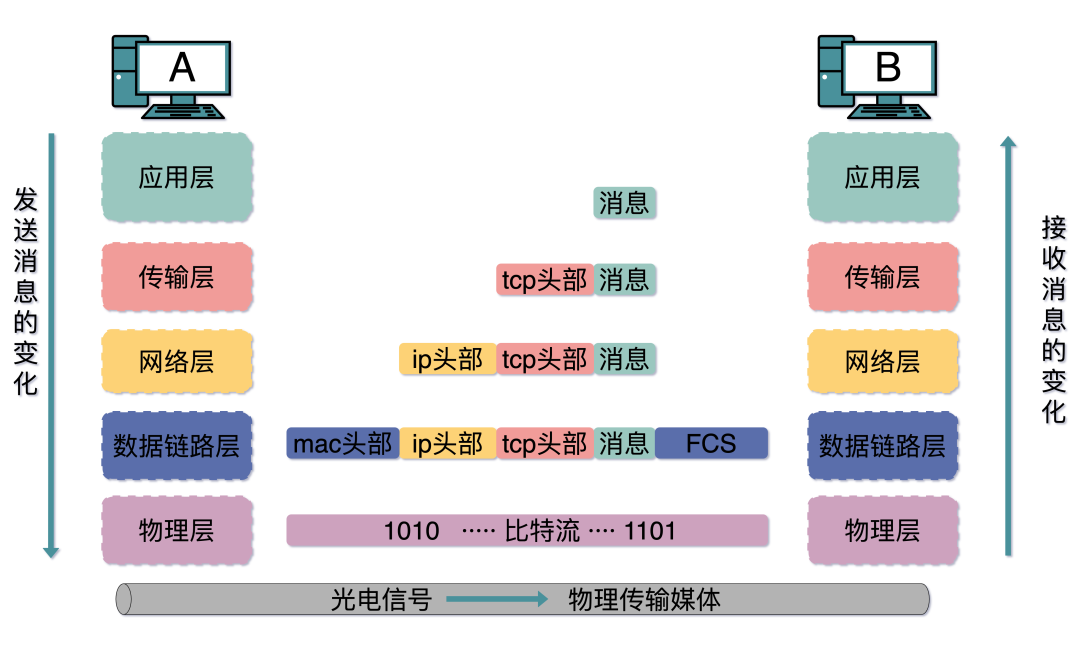 A
B
发送消息的变化
应用层
消息
应用层
接收消息的变化
传输层
tcp头部 消息
传输层
网络层
ip头部 tcp头部 消息
网络层
数据链路层
mac头部 ip头部 tcp头部 消息 FCS
数据链路层
物理层
1010 ····· 比特流 ···· 1101
物理层
光电信号 物理传输媒体